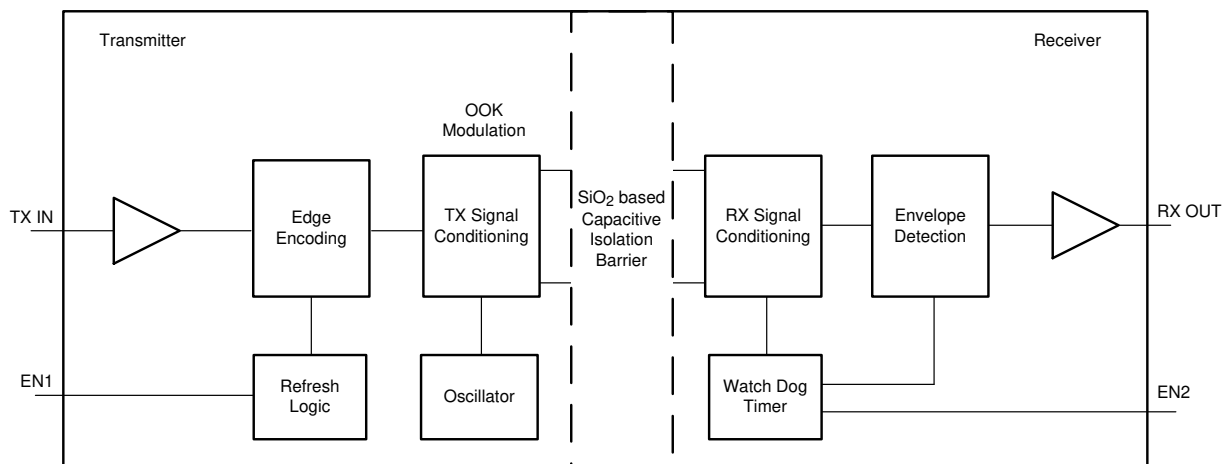 Transmitter
Receiver
OOK
Modulation
TX IN
Edge
Encoding
TX Signal
Conditioning
SiO2 based
Capacitive
Isolation
Barrier
RX Signal
Conditioning
Envelope
Detection
RX OUT
EN1
Refresh
Logic
Oscillator
Watch Dog
Timer
EN2